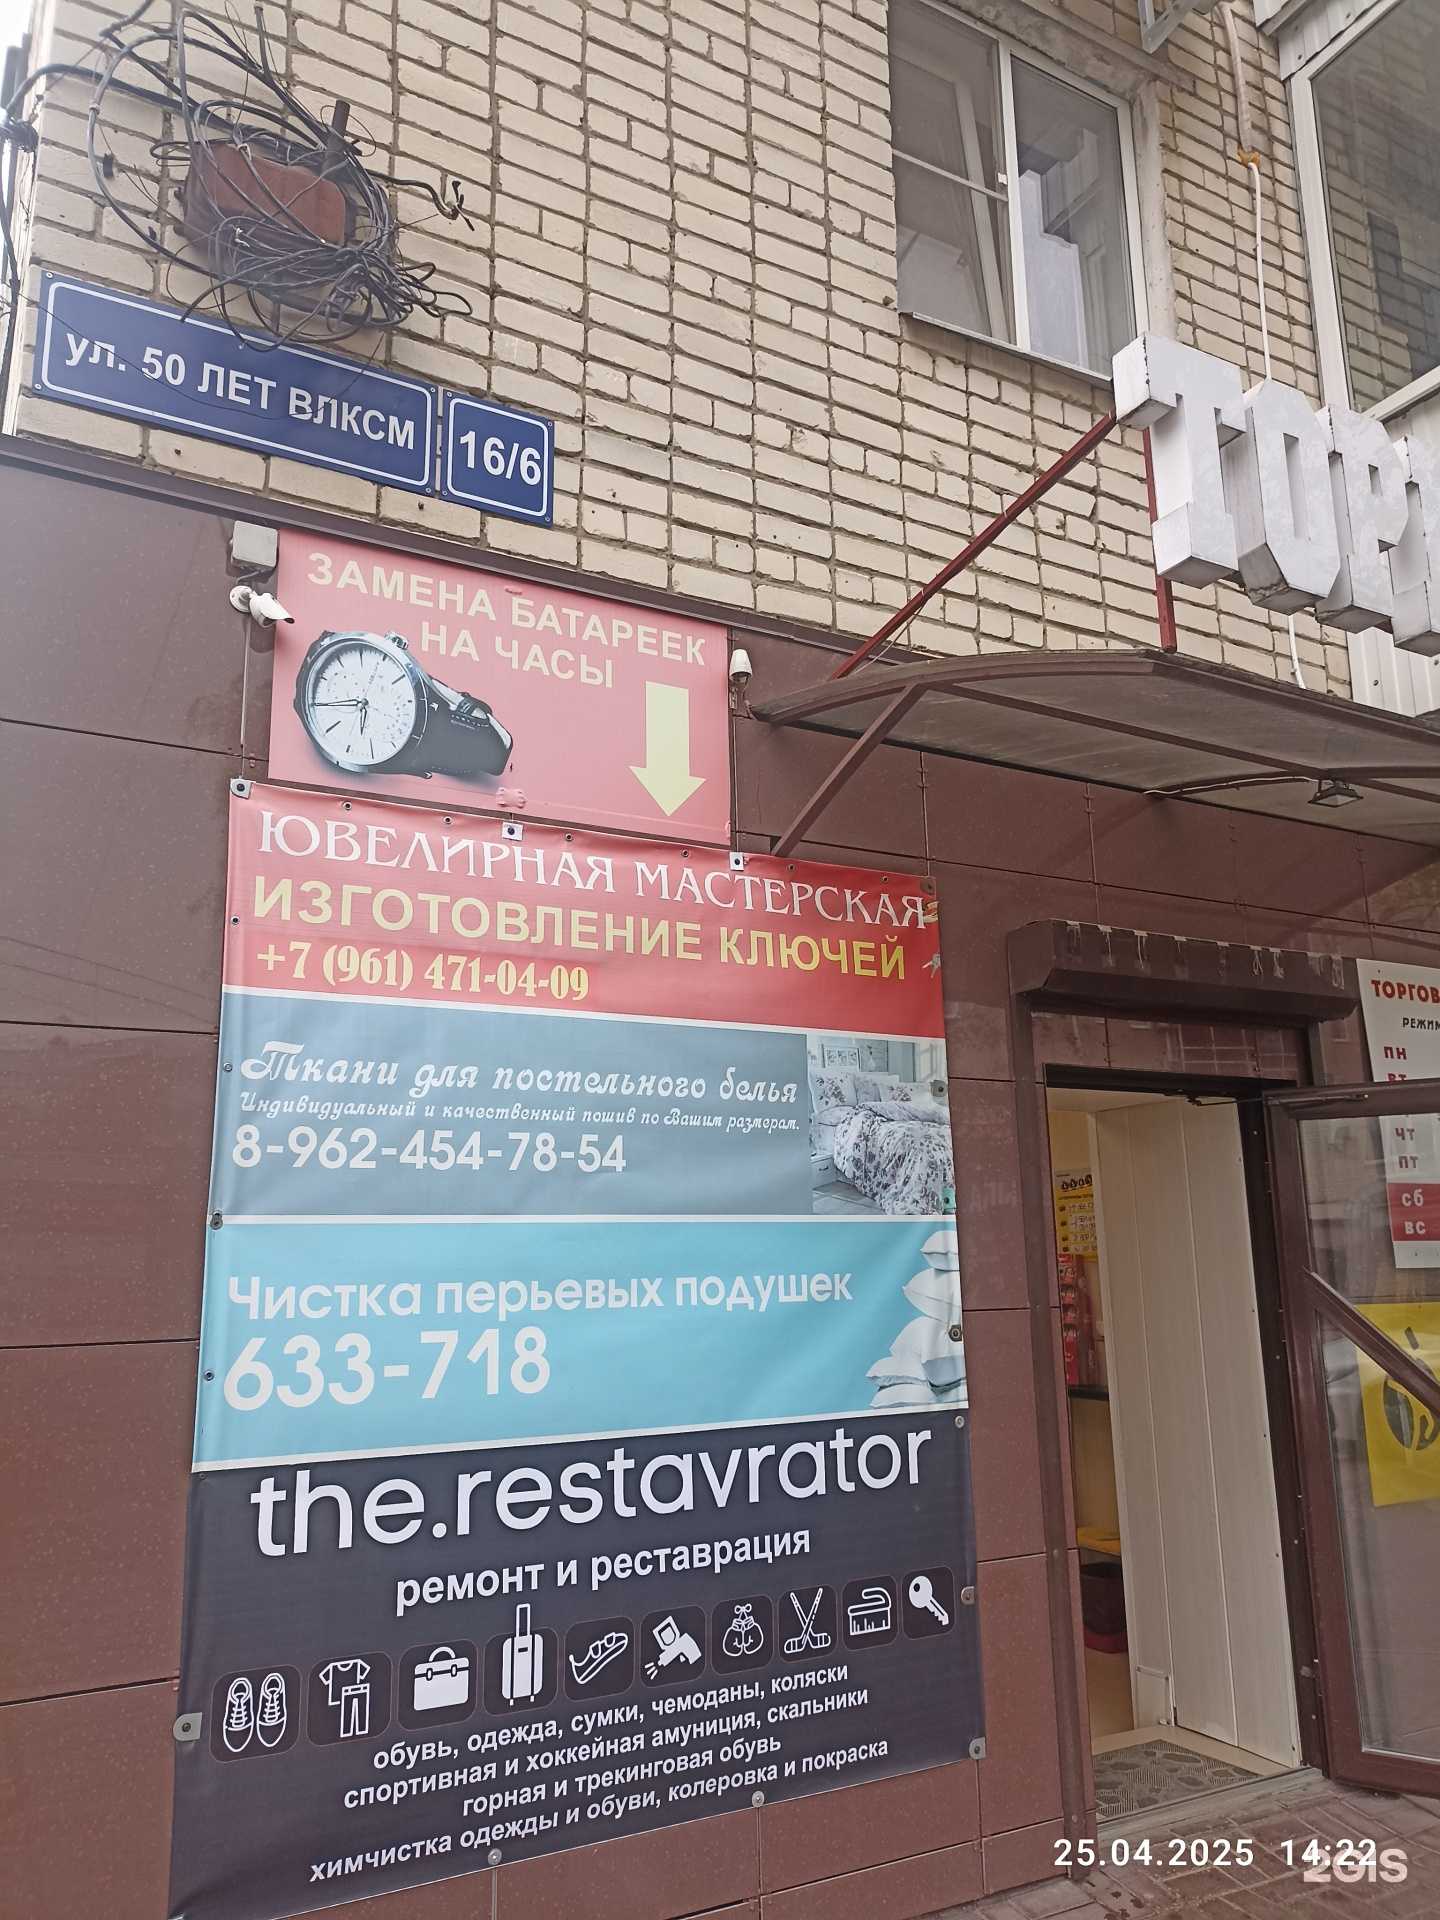 ул. 50 ЛЕТ ВЛКСМ
16/6
ЗАМЕНА БАТАРЕЕК
НА ЧАСЫ
ЮВЕЛИРНАЯ МАСТЕРСКАЯ
ИЗГОТОВЛЕНИЕ КЛЮЧЕЙ
+7 (961) 471-04-09
Ткани для постельного белья
Индивидуальный и качественный пошив по Вашим размерам.
8-962-454-78-54
Чистка перьевых подушек
633-718
the.restavrator
ремонт и реставрация
обувь, одежда, сумки, чемоданы, коляски
спортивная и хоккейная амуниция, скальники
горная и трекинговая обувь
химчистка одежды и обуви, колеровка и покраска
ТОР
ТОРГОВ
РЕЖИМ
ПН
ВТ
ЧТ
ПТ
СБ
ВС
25.04.2025 14:22
2GIS